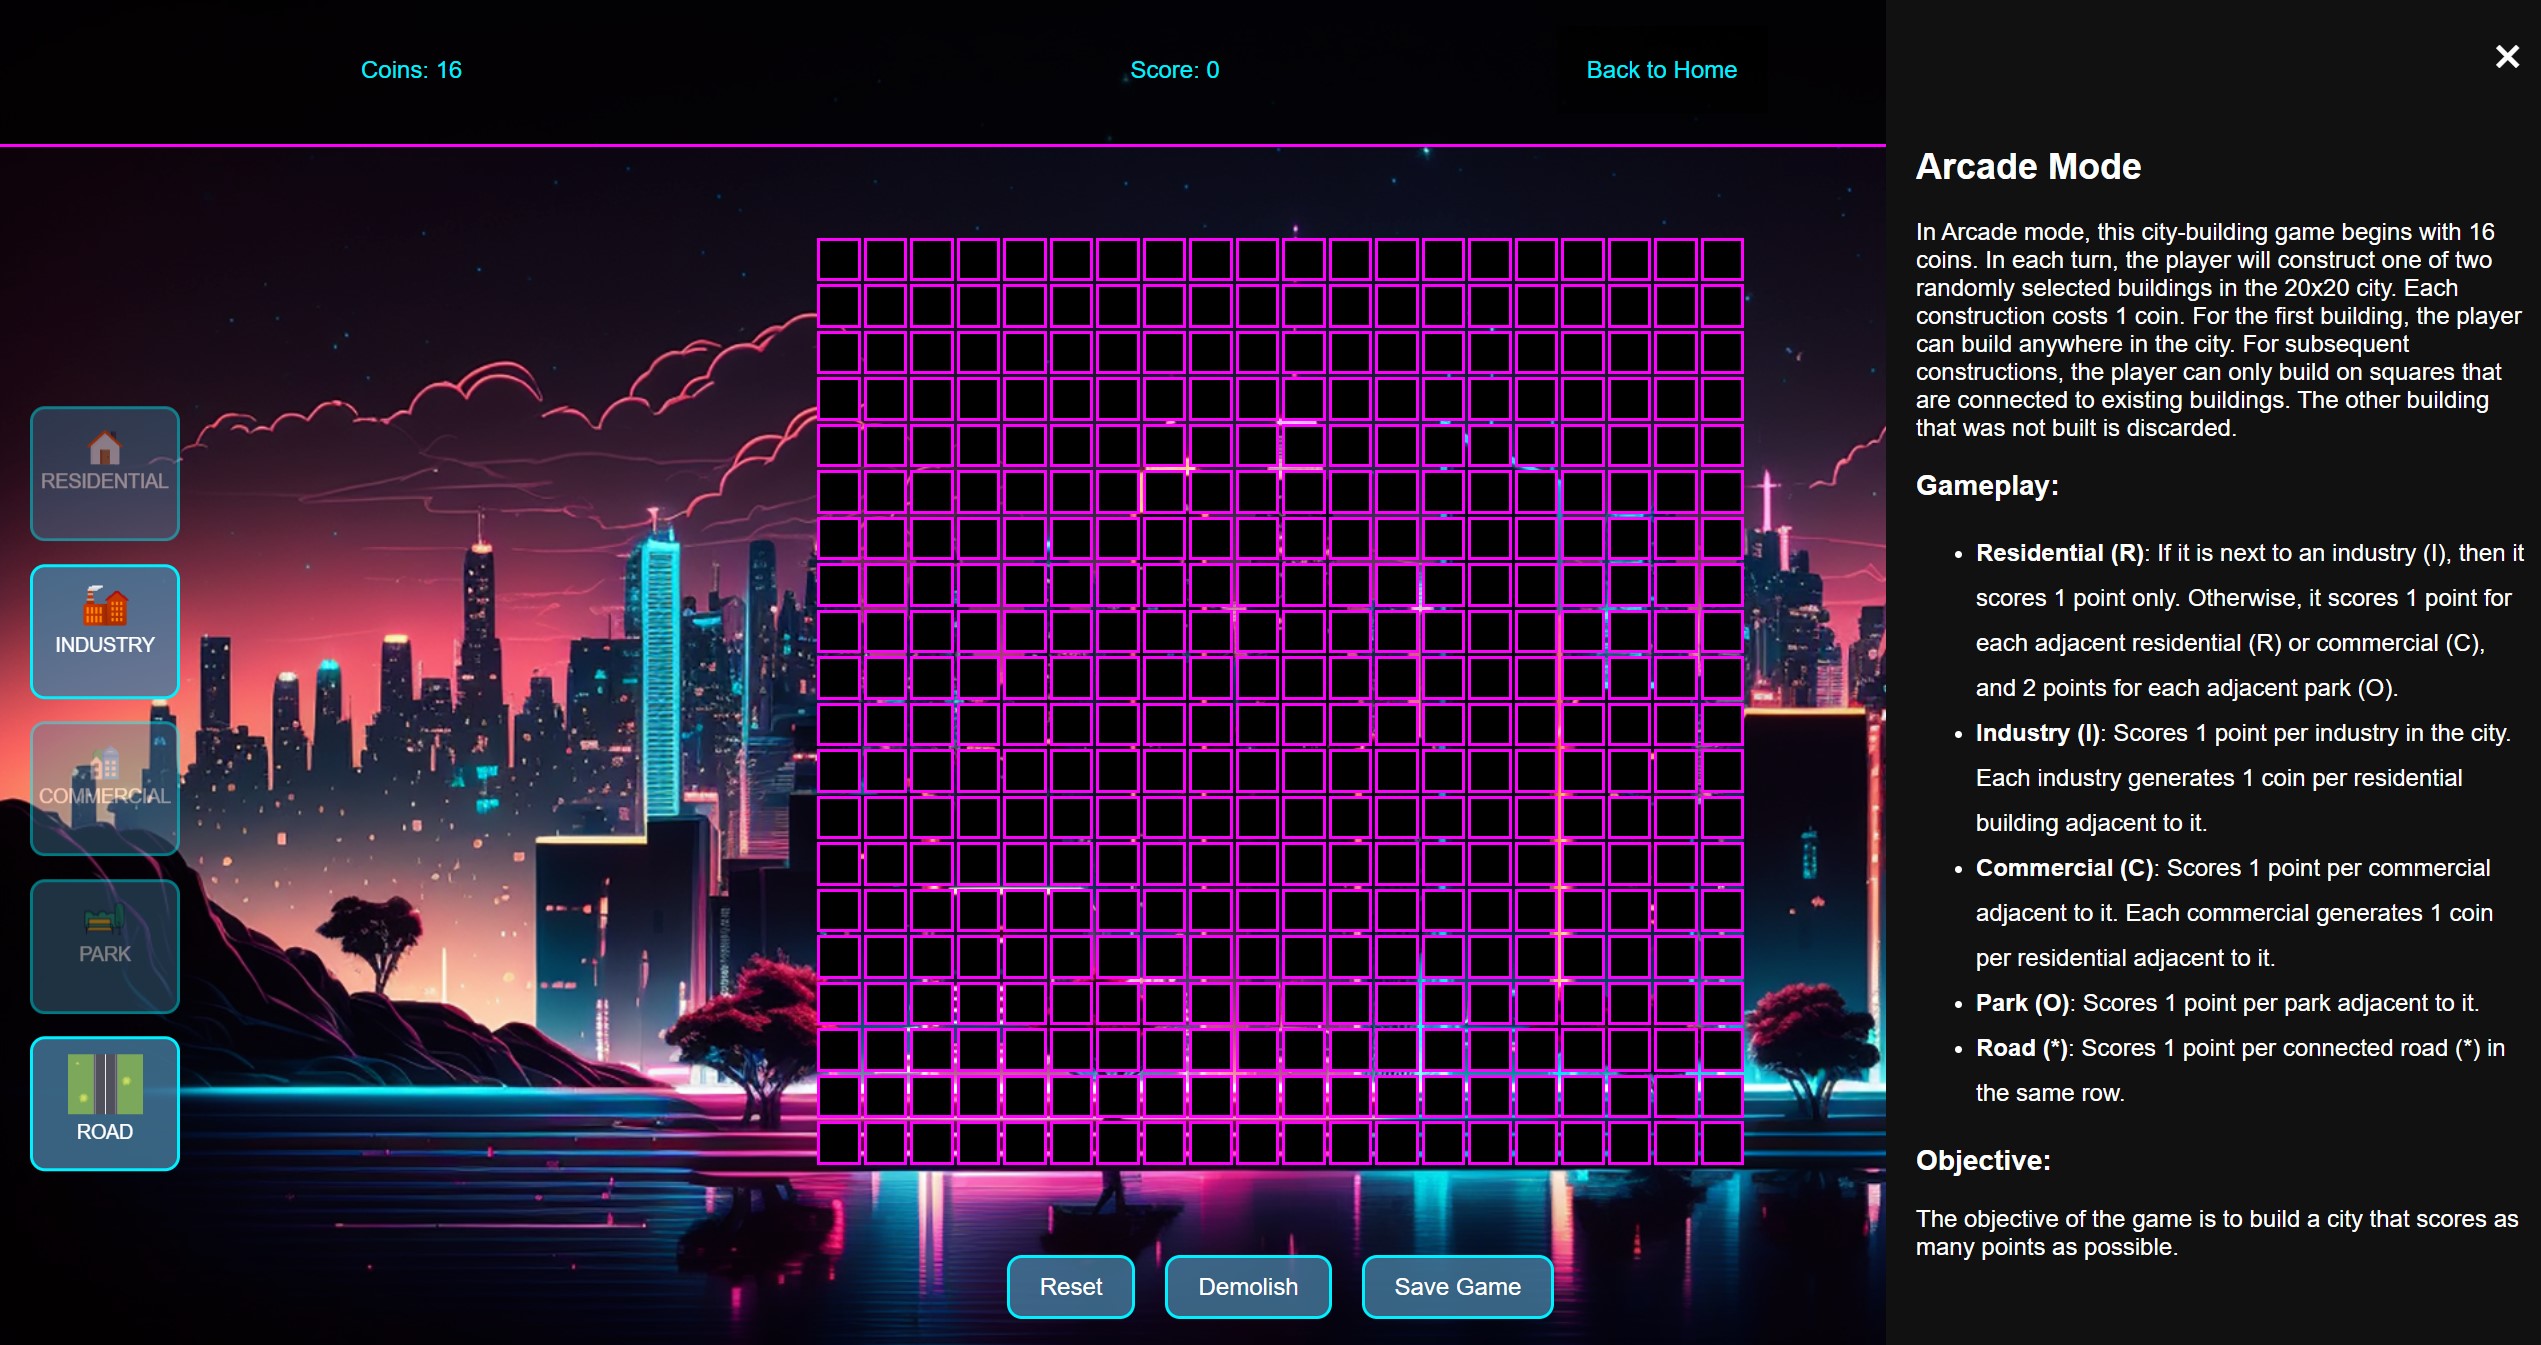 Coins: 16
Score: 0
Back to Home
×
RESIDENTIAL
INDUSTRY
COMMERCIAL
PARK
ROAD
Reset
Demolish
Save Game
Arcade Mode
In Arcade mode, this city-building game begins with 16
coins. In each turn, the player will construct one of two
randomly selected buildings in the 20x20 city. Each
construction costs 1 coin. For the first building, the player
can build anywhere in the city. For subsequent
constructions, the player can only build on squares that
are connected to existing buildings. The other building
that was not built is discarded.
Gameplay:
• Residential (R): If it is next to an industry (I), then it
scores 1 point only. Otherwise, it scores 1 point for
each adjacent residential (R) or commercial (C),
and 2 points for each adjacent park (O).
• Industry (I): Scores 1 point per industry in the city.
Each industry generates 1 coin per residential
building adjacent to it.
• Commercial (C): Scores 1 point per commercial
adjacent to it. Each commercial generates 1 coin
per residential adjacent to it.
• Park (O): Scores 1 point per park adjacent to it.
• Road (*): Scores 1 point per connected road (*) in
the same row.
Objective:
The objective of the game is to build a city that scores as
many points as possible.